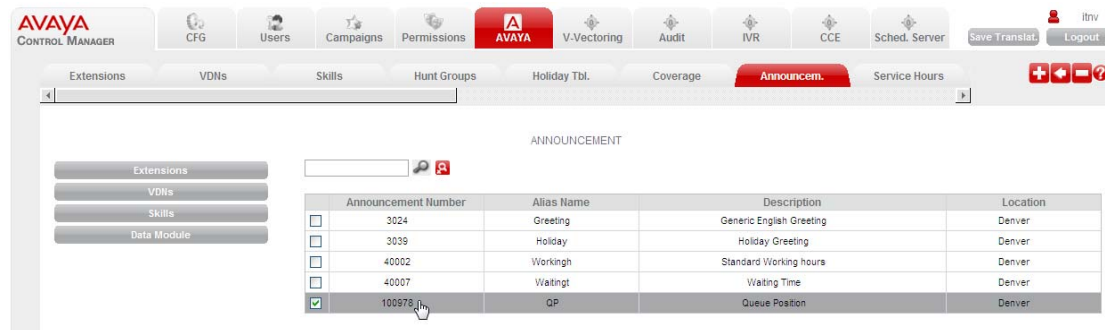 AVAYA
CONTROL MANAGER
CFG
Users
Campaigns
Permissions
AVAYA
V-Vectoring
Audit
IVR
CCE
Sched. Server
itnv
Save Translat.
Logout
Extensions
VDNs
Skills
Hunt Groups
Holiday Tbl.
Coverage
Announcem.
Service Hours
ANNOUNCEMENT
Extensions
VDNs
Skills
Data Module
Announcement Number Alias Name Description Location
3024 Greeting Generic English Greeting Denver
3039 Holiday Holiday Greeting Denver
40002 Workingh Standard Working hours Denver
40007 Waitingt Waiting Time Denver
100978 QP Queue Position Denver